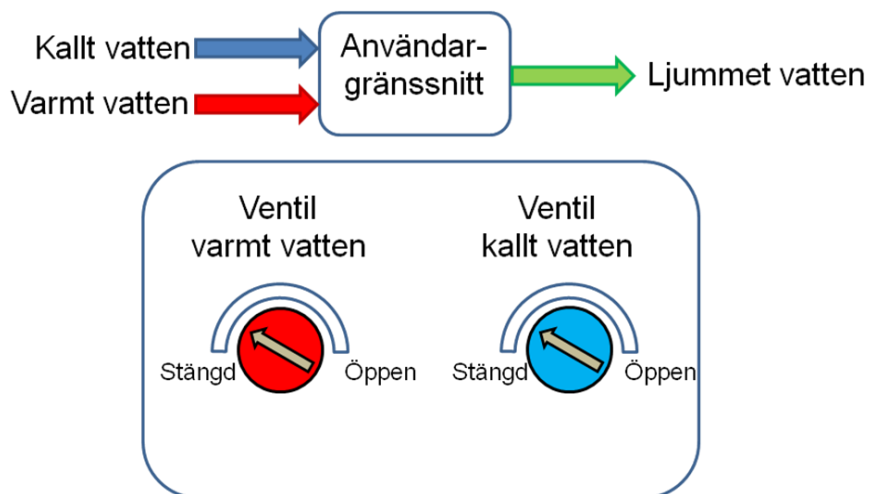 Kallt vatten
Varmt vatten
Användar-
gränssnitt
Ljummet vatten
Ventil
varmt vatten
Ventil
kallt vatten
Stängd
Öppen
Stängd
Öppen